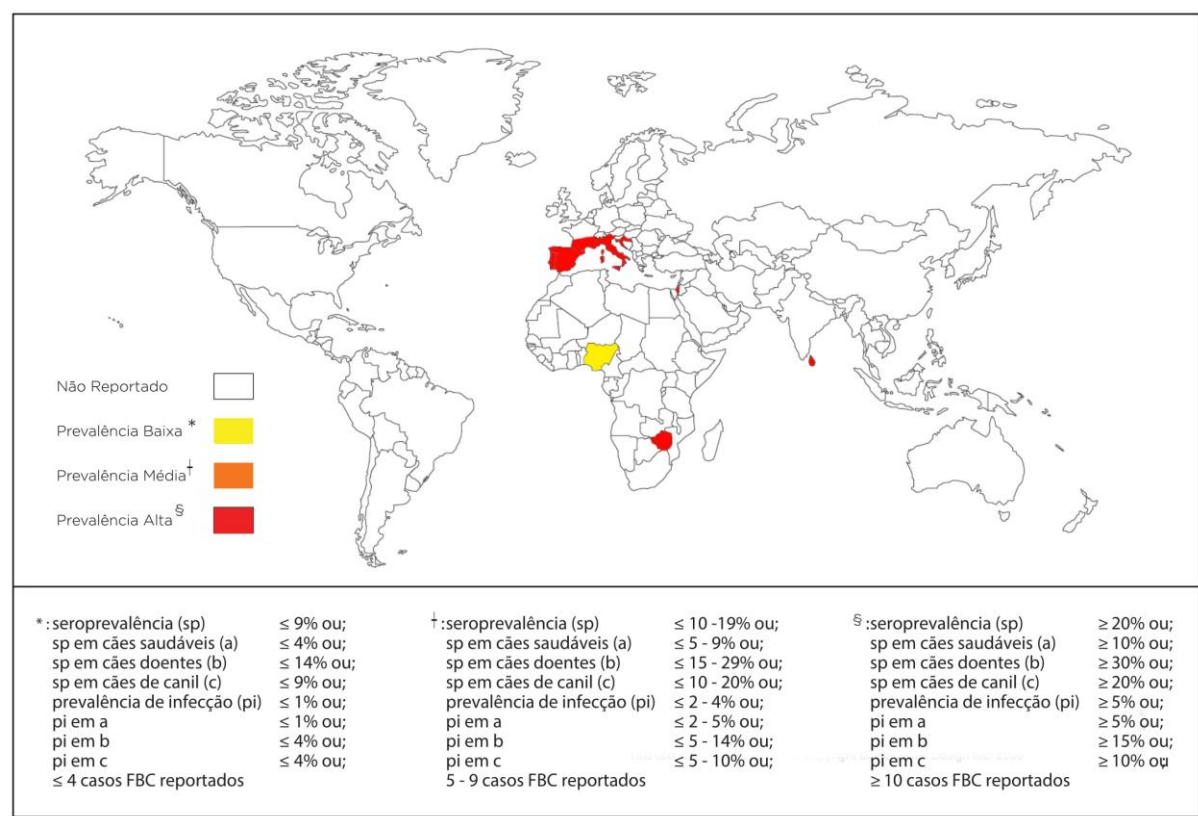 Não Reportado
Prevalência Baixa *
Prevalência Média ┼
Prevalência Alta §
* : seroprevalência (sp) ≤ 9% ou;
sp em cães saudáveis (a) ≤ 4% ou;
sp em cães doentes (b) ≤ 14% ou;
sp em cães de canil (c) ≤ 9% ou;
prevalência de infecção (pi) ≤ 1% ou;
pi em a ≤ 1% ou;
pi em b ≤ 4% ou;
pi em c ≤ 4% ou;
≤ 4 casos FBC reportados
┼ : seroprevalência (sp) ≤ 10 -19% ou;
sp em cães saudáveis (a) ≤ 5 - 9% ou;
sp em cães doentes (b) ≤ 15 - 29% ou;
sp em cães de canil (c) ≤ 10 - 20% ou;
prevalência de infecção (pi) ≤ 2 - 4% ou;
pi em a ≤ 2 - 5% ou;
pi em b ≤ 5 - 14% ou;
pi em c ≤ 5 - 10% ou;
5 - 9 casos FBC reportados
§ : seroprevalência (sp) ≥ 20% ou;
sp em cães saudáveis (a) ≥ 10% ou;
sp em cães doentes (b) ≥ 30% ou;
sp em cães de canil (c) ≥ 20% ou;
prevalência de infecção (pi) ≥ 5% ou;
pi em a ≥ 5% ou;
pi em b ≥ 15% ou;
pi em c ≥ 10% ou;
≥ 10 casos FBC reportados